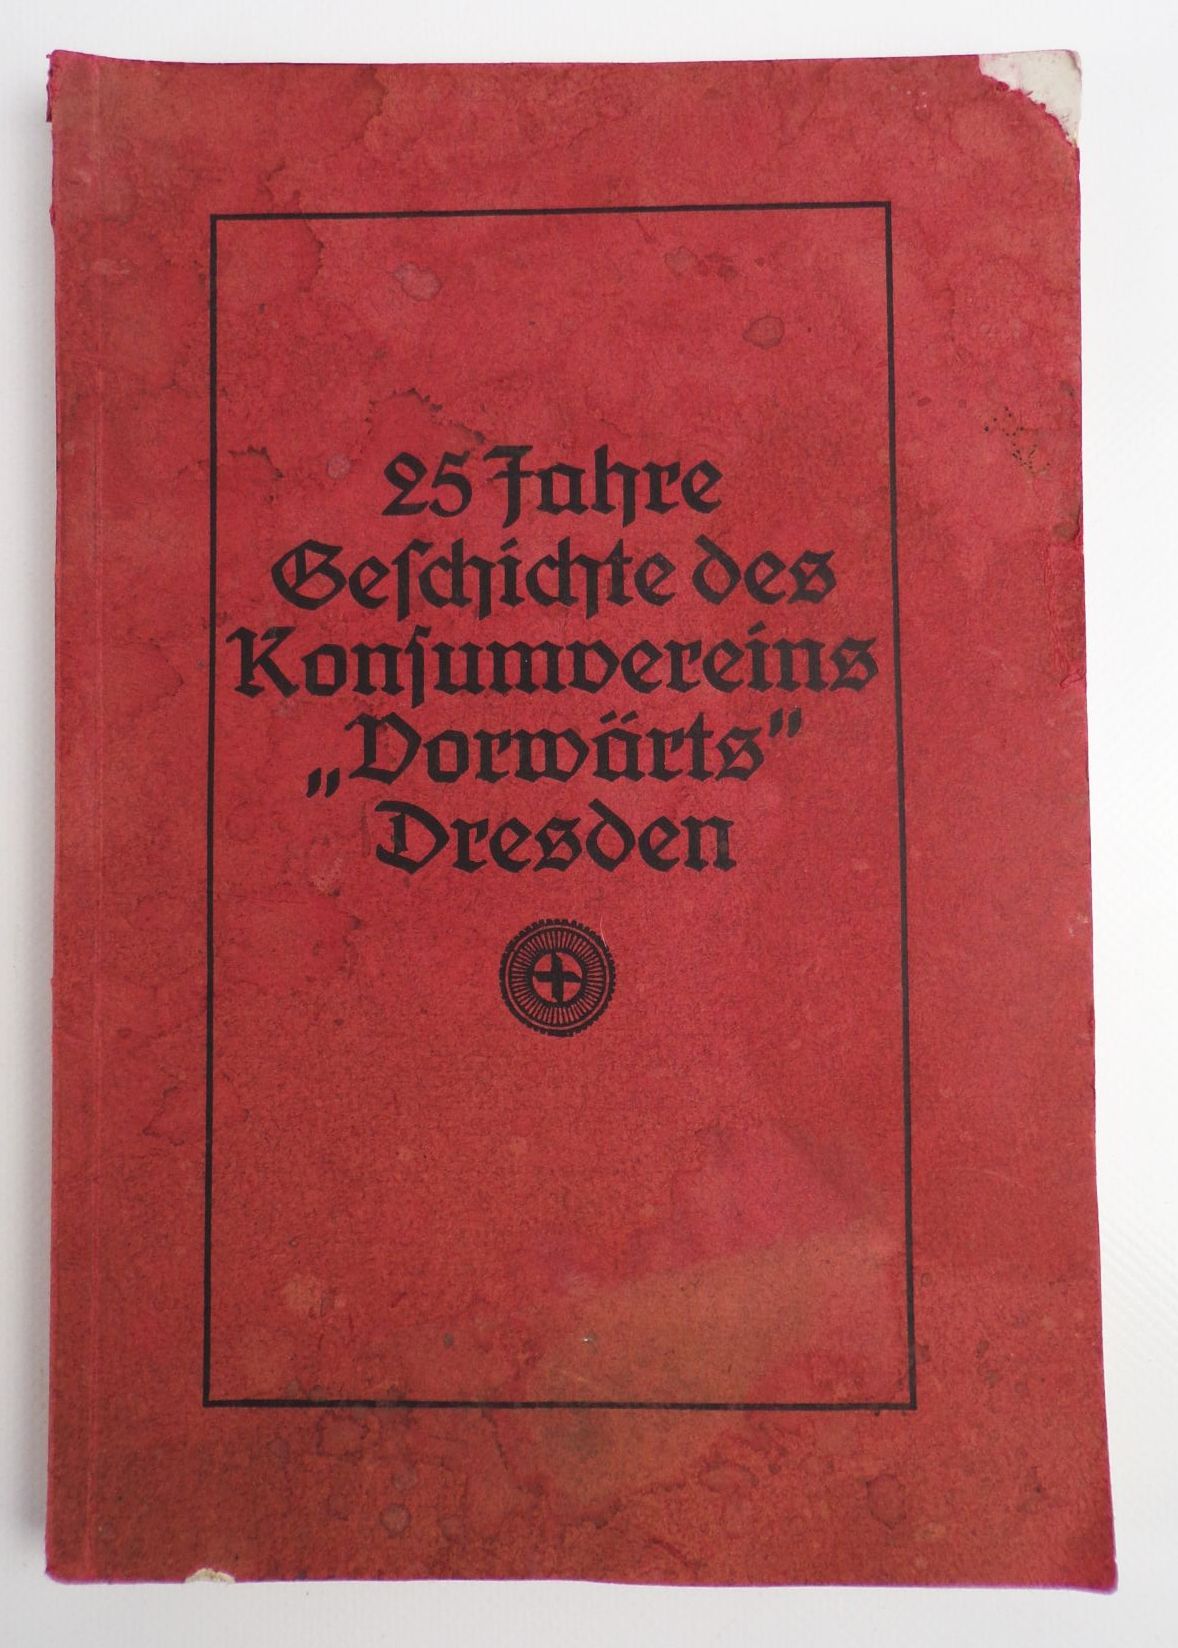 25 Jahre
Geſchichte des
Konſumvereins
„Vorwärts"
Dresden